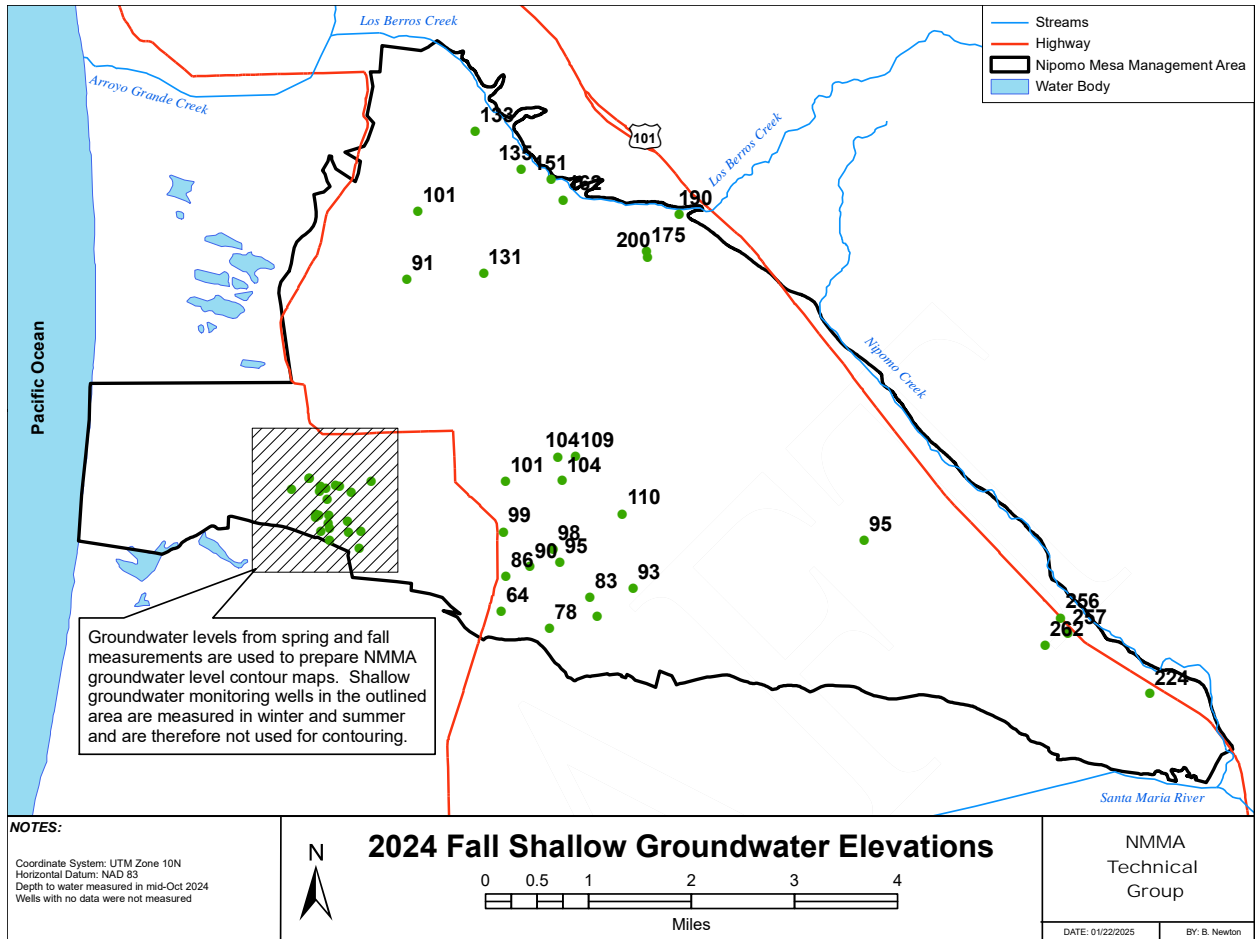 Los Berros Creek
Streams
Highway
Nipomo Mesa Management Area
Water Body
Arroyo Grande Creek
133
101
Los Berros Creek
135
151
162
190
101
200
175
91
131
Pacific Ocean
Nipomo Creek
104
109
101
104
110
99
98
95
90
95
86
93
83
64
78
256
257
262
224
Groundwater levels from spring and fall
measurements are used to prepare NMMA
groundwater level contour maps. Shallow
groundwater monitoring wells in the outlined
area are measured in winter and summer
and are therefore not used for contouring.
Santa Maria River
NOTES:
Coordinate System: UTM Zone 10N
Horizontal Datum: NAD 83
Depth to water measured in mid-Oct 2024
Wells with no data were not measured
N
2024 Fall Shallow Groundwater Elevations
0 0.5 1 2 3 4
Miles
NMMA
Technical
Group
DATE: 01/22/2025
BY: B. Newton